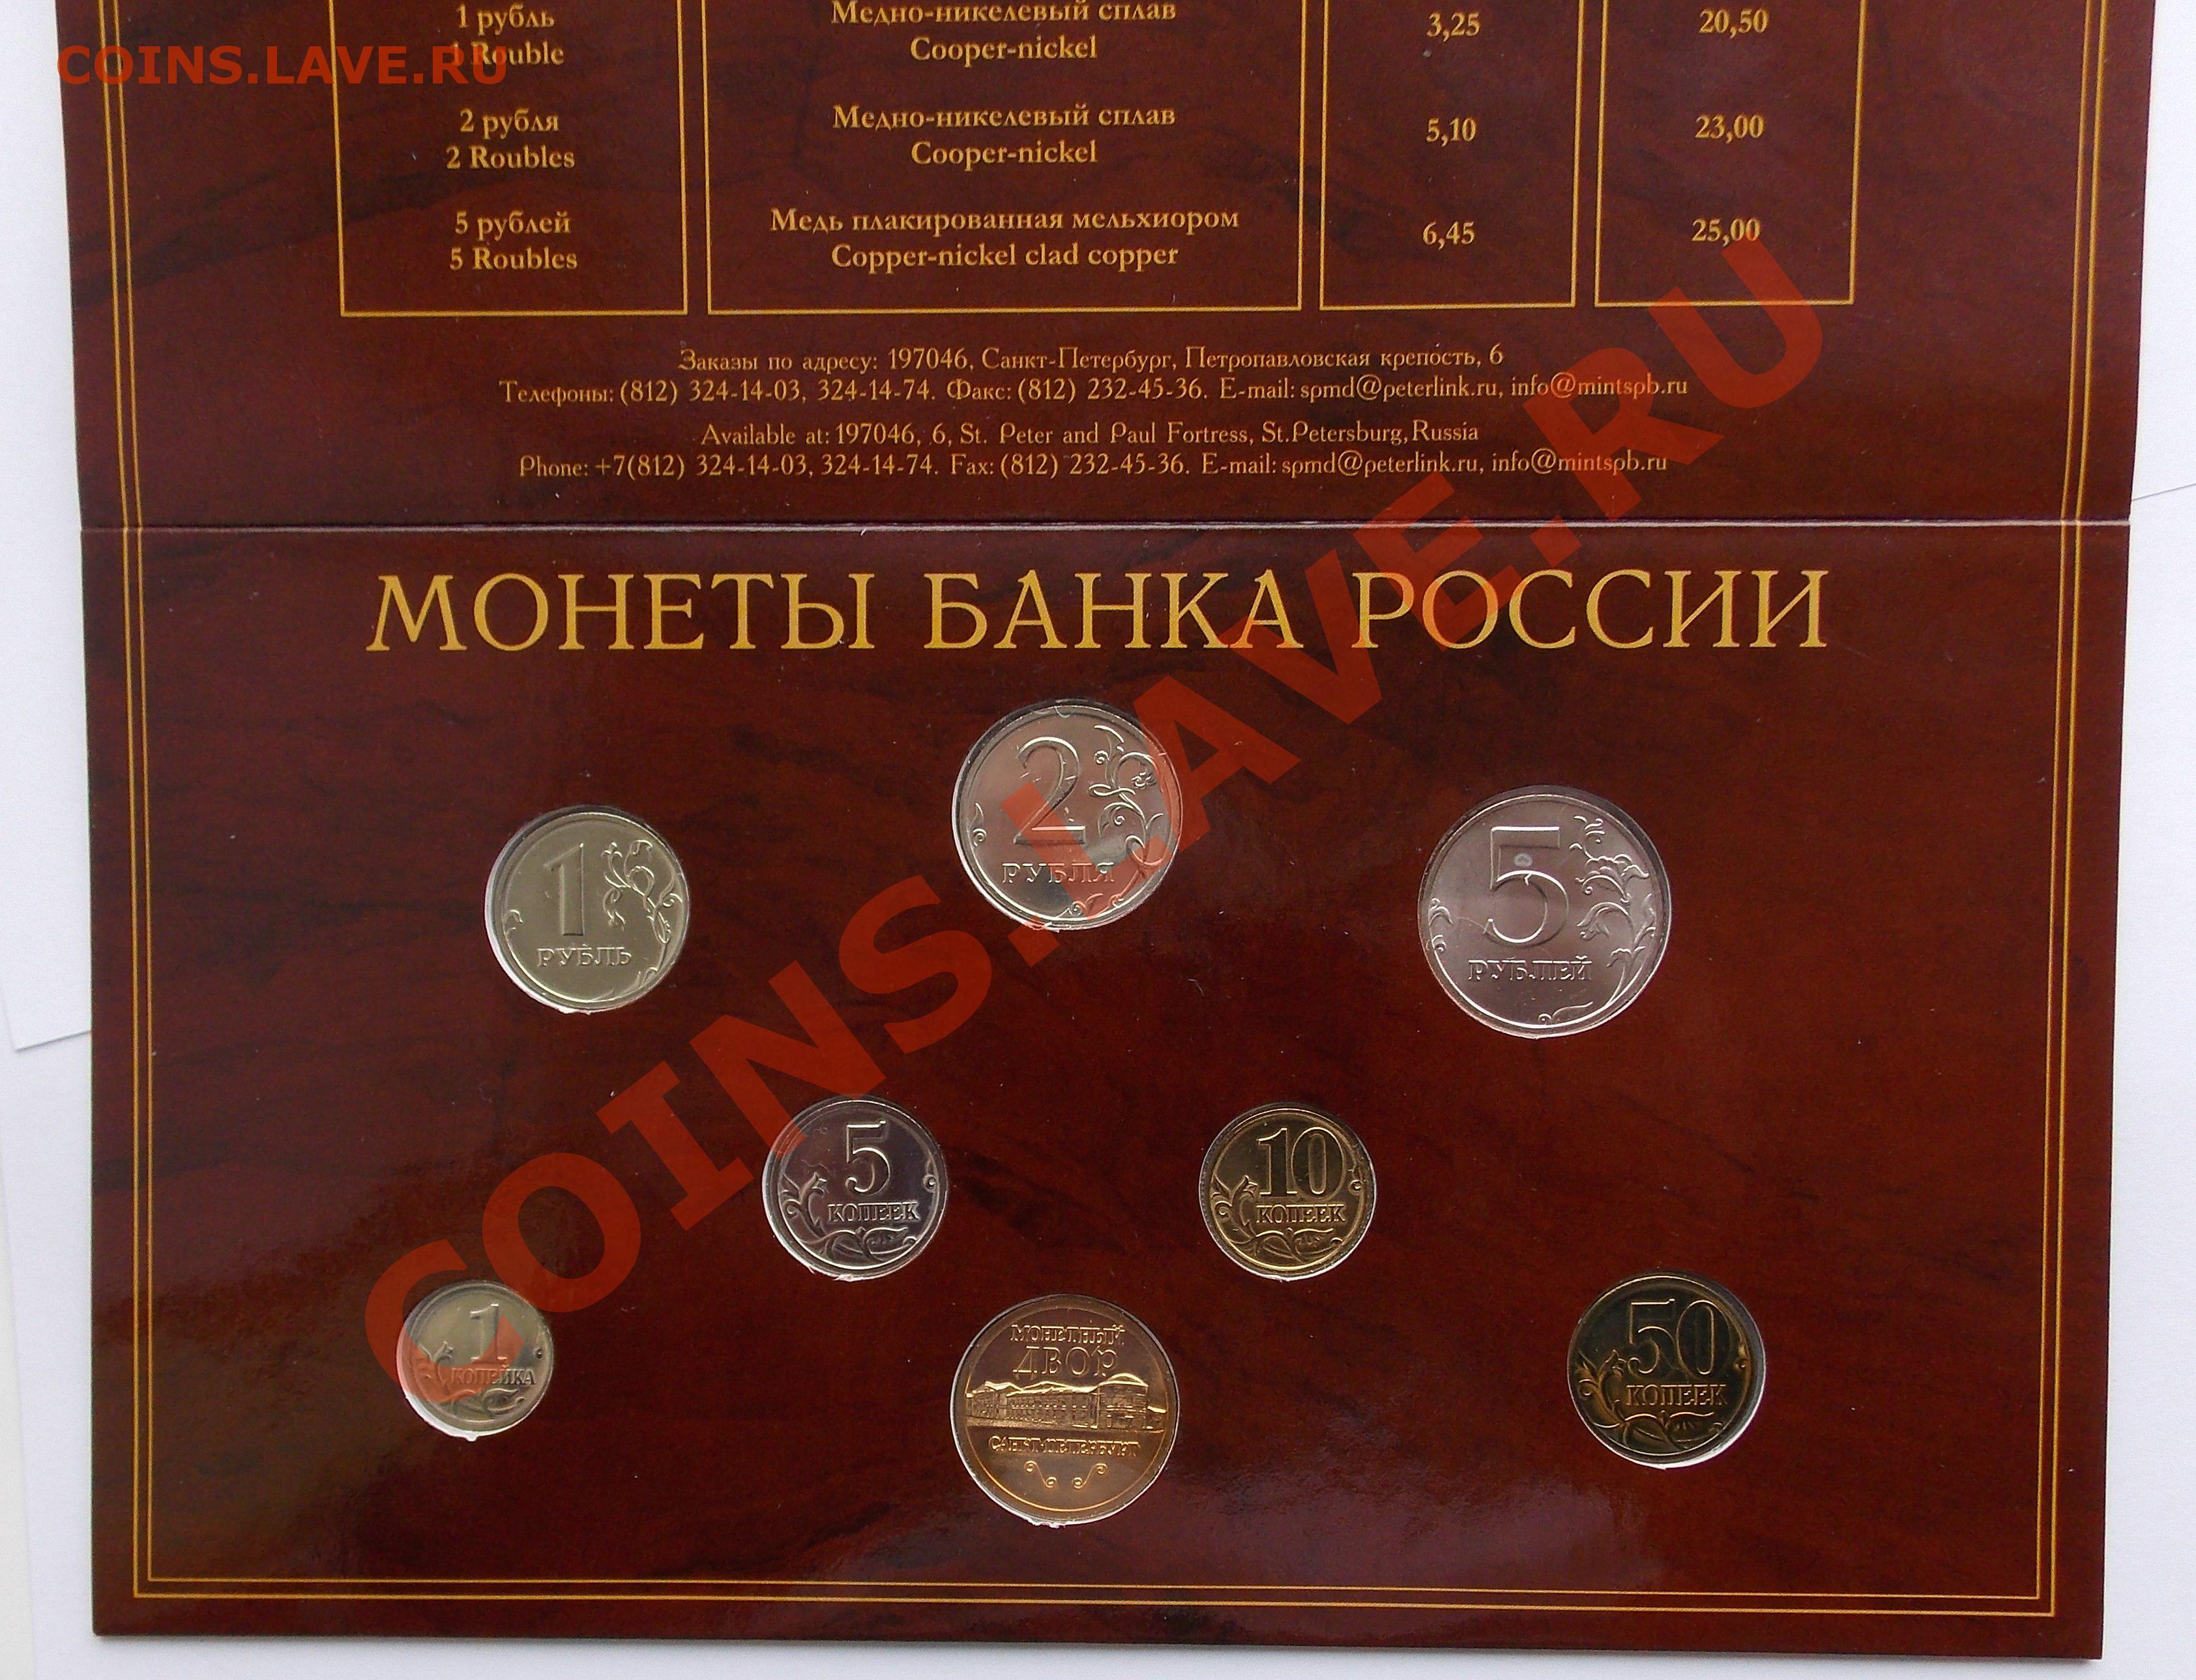 1 рубль
1 Rouble
Медно-никелевый сплав
Cooper-nickel
3,25
20,50
COINS.LAVE.RU
2 рубля
2 Roubles
Медно-никелевый сплав
Cooper-nickel
5,10
23,00
5 рублей
5 Roubles
Медь плакированная мельхиором
Copper-nickel clad copper
6,45
25,00
Заказы по адресу: 197046, Санкт-Петербург, Петропавловская крепость, 6
Телефоны: (812) 324-14-03, 324-14-74. Факс: (812) 232-45-36. E-mail: spmd@peterlink.ru, info@mintspb.ru
Available at: 197046, 6, St. Peter and Paul Fortress, St.Petersburg, Russia
Phone: +7(812) 324-14-03, 324-14-74. Fax: (812) 232-45-36. E-mail: spmd@peterlink.ru, info@mintspb.ru
МОНЕТЫ БАНКА РОССИИ
COINS.LAVE.RU
2
РУБЛЯ
1
РУБЛЬ
5
РУБЛЕЙ
5
КОПЕЕК
10
КОПЕЕК
1
КОПЕЙКА
МОНЕТНЫЙ
ДВОР
САНКТ-ПЕТЕРБУРГ
50
КОПЕЕК